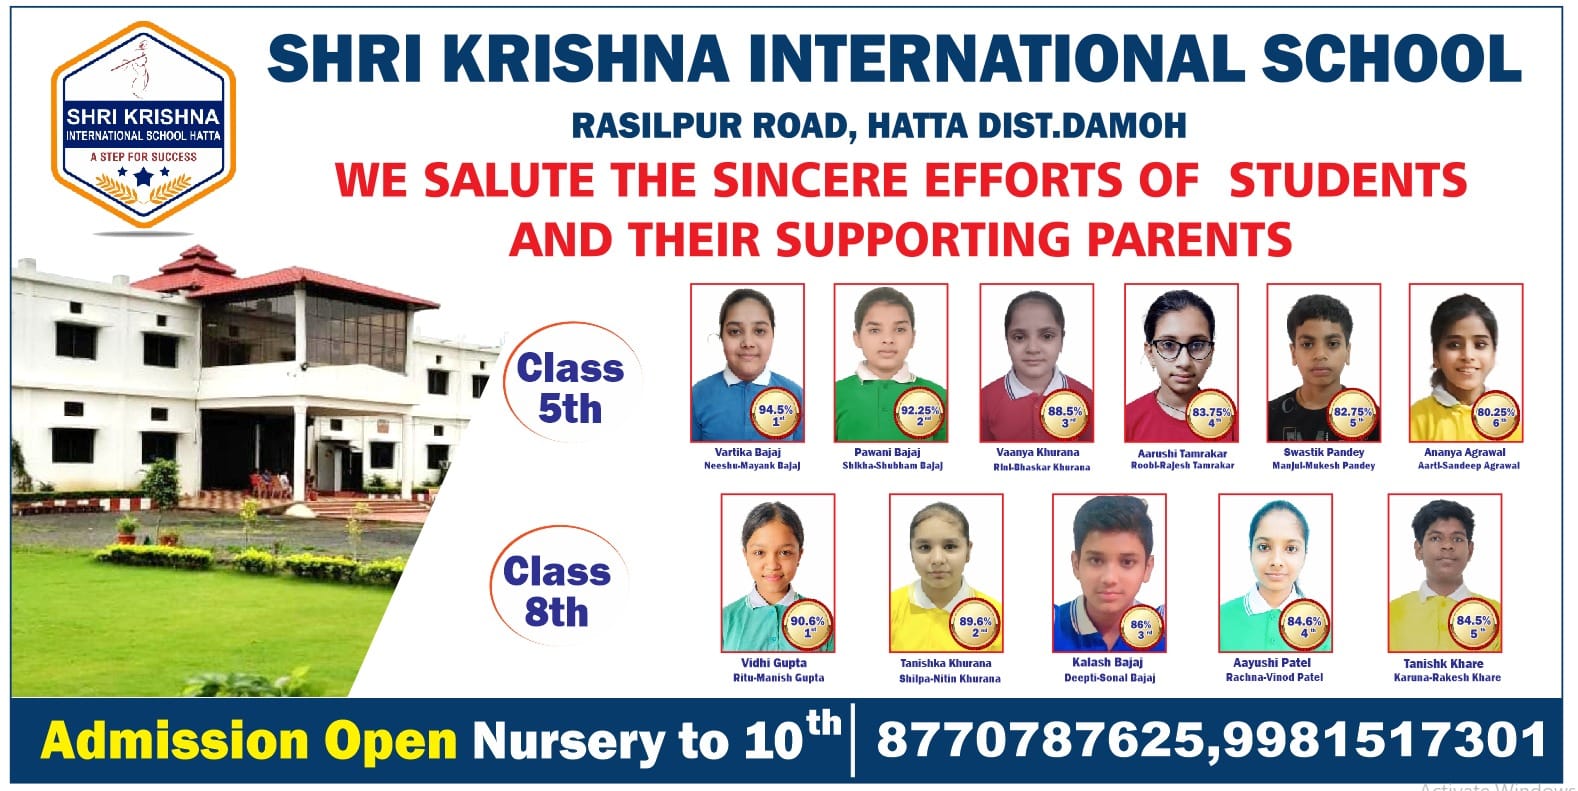 SHRI KRISHNA
INTERNATIONAL SCHOOL HATTA
A STEP FOR SUCCESS
SHRI KRISHNA INTERNATIONAL SCHOOL
RASILPUR ROAD, HATTA DIST.DAMOH
WE SALUTE THE SINCERE EFFORTS OF STUDENTS
AND THEIR SUPPORTING PARENTS
Class
5th
94.5%
1st
92.25%
2nd
88.5%
3rd
83.75%
4th
82.75%
5th
80.25%
6th
Vartika Bajaj
Neeshu-Mayank Bajaj
Pawani Bajaj
Shikha-Shubham Bajaj
Vaanya Khurana
Rini-Bhaskar Khurana
Aarushi Tamrakar
Roobi-Rajesh Tamrakar
Swastik Pandey
Manjul-Mukesh Pandey
Ananya Agrawal
Aarti-Sandeep Agrawal
Class
8th
90.6%
1st
89.6%
2nd
86%
3rd
84.6%
4th
84.5%
5th
Vidhi Gupta
Ritu-Manish Gupta
Tanishka Khurana
Shilpa-Nitin Khurana
Kalash Bajaj
Deepti-Sonal Bajaj
Aayushi Patel
Rachna-Vinod Patel
Tanishk Khare
Karuna-Rakesh Khare
Admission Open Nursery to 10th | 8770787625,9981517301
Activate Windows